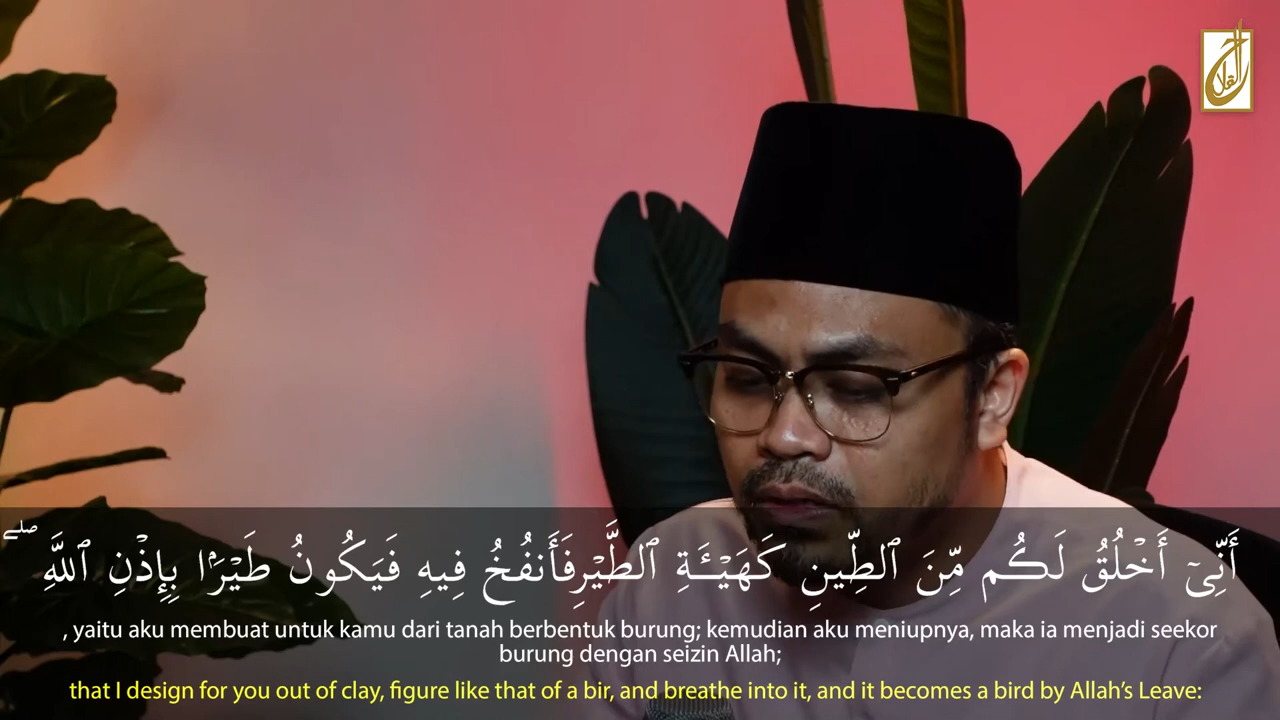 أَنِّىٓ أَخْلُقُ لَكُم مِّنَ ٱلطِّينِ كَهَيْـَٔةِ ٱلطَّيْرِفَأَنفُخُ فِيهِ فَيَكُونُ طَيْرًۢا بِإِذْنِ ٱللَّهِ ۖ
, yaitu aku membuat untuk kamu dari tanah berbentuk burung; kemudian aku meniupnya, maka ia menjadi seekor
burung dengan seizin Allah;
that I design for you out of clay, figure like that of a bir, and breathe into it, and it becomes a bird by Allah’s Leave: